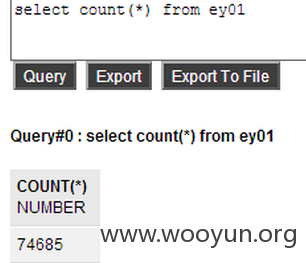 select count(*) from ey01
Query Export Export To File
Query#0 : select count(*) from ey01
COUNT(*)
NUMBER
74685
www.wooyun.org